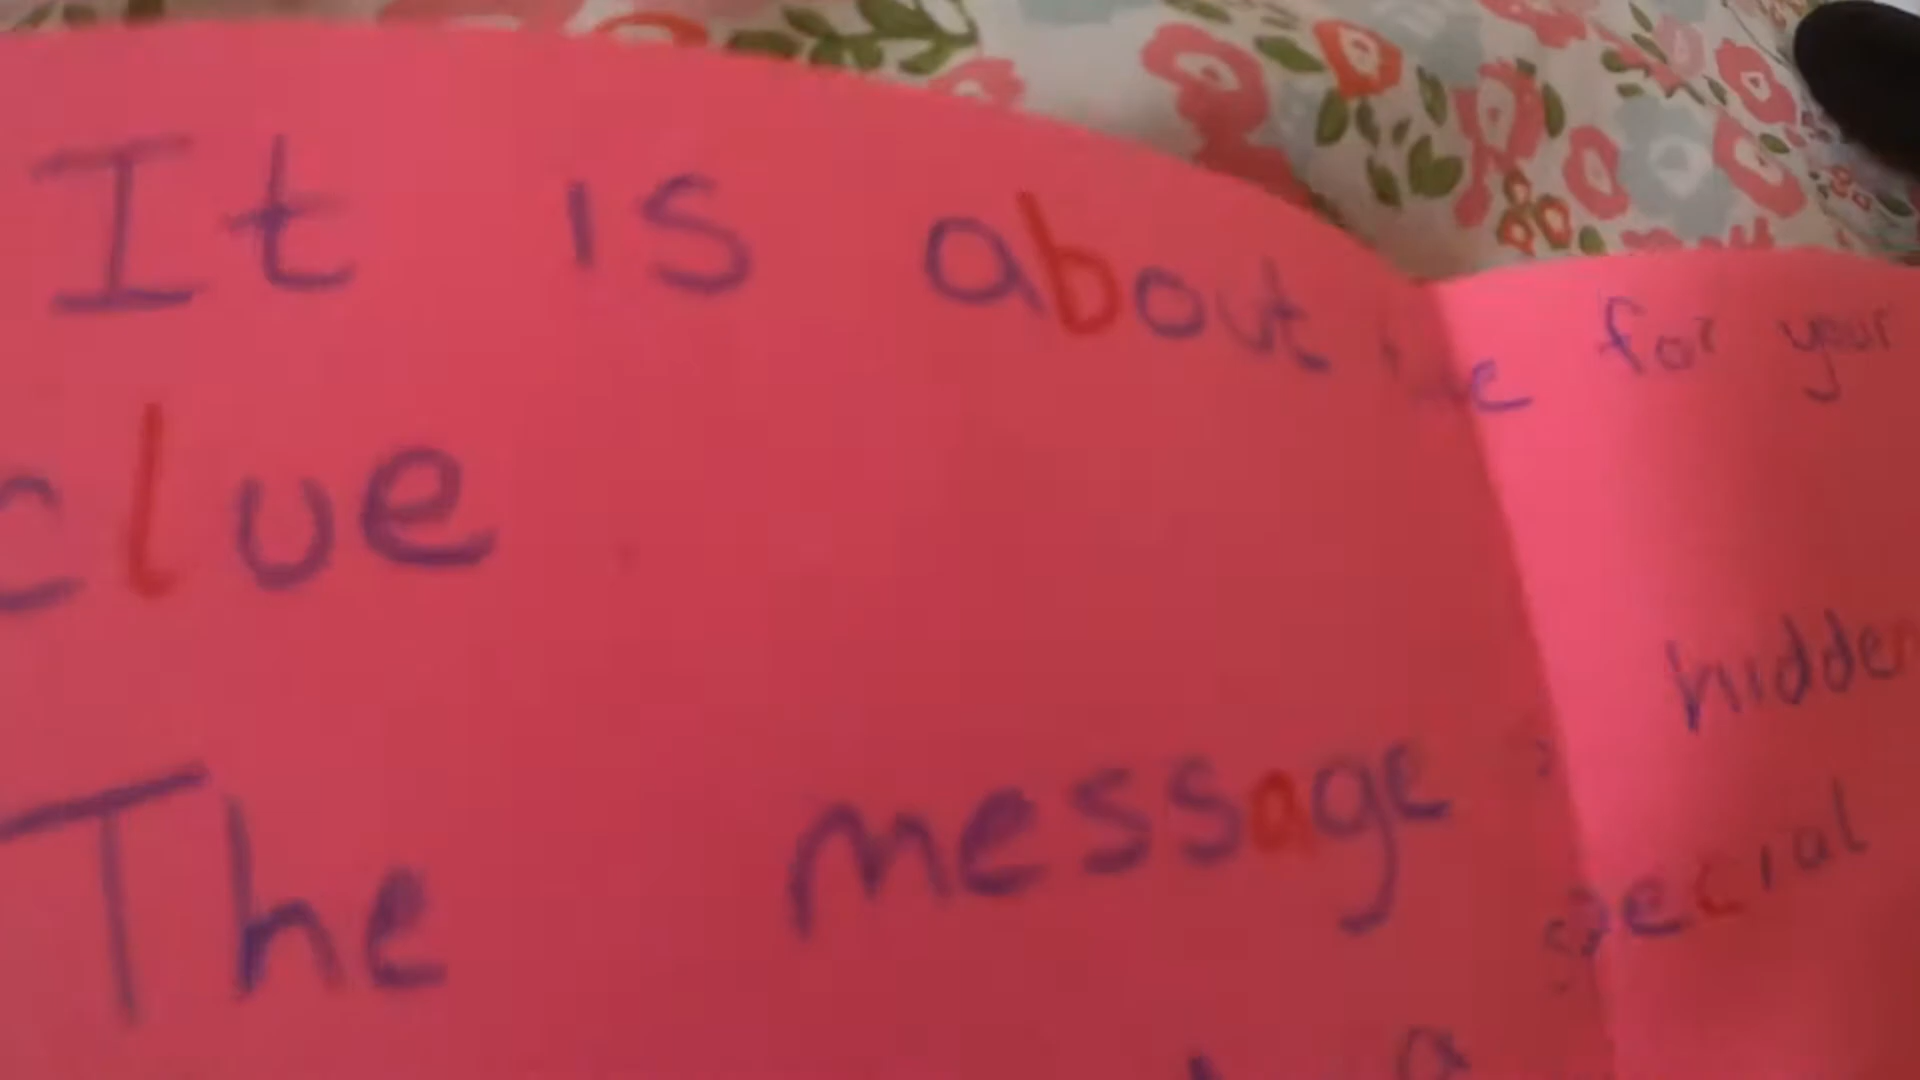 It is about for your
clue.
The message hidden
special
a